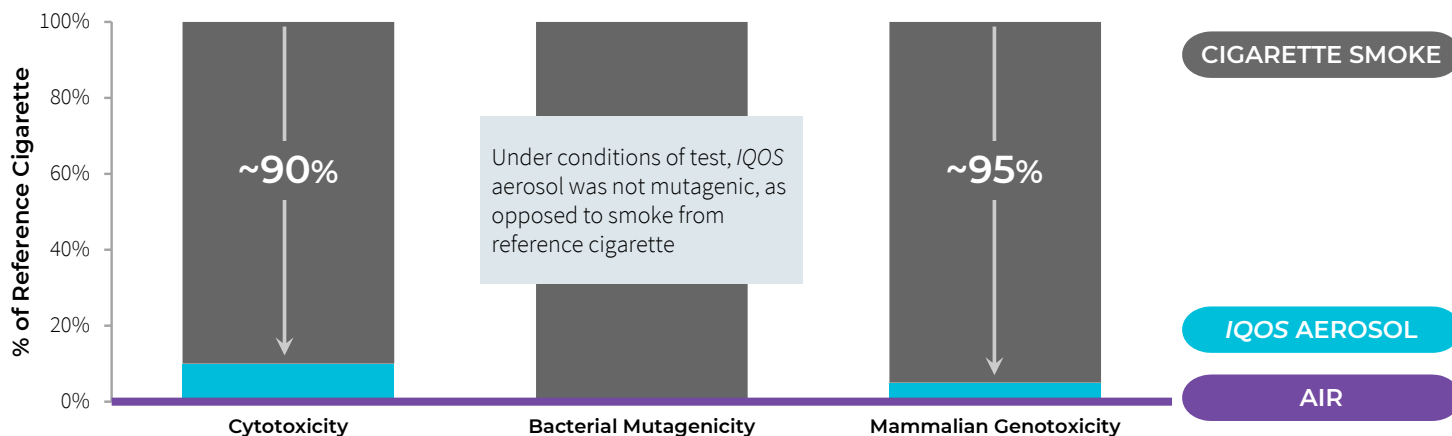 % of Reference Cigarette
100%
80%
60%
40%
20%
0%
~90%
Under conditions of test, IQOS
aerosol was not mutagenic, as
opposed to smoke from
reference cigarette
~95%
CIGARETTE SMOKE
IQOS AEROSOL
AIR
Cytotoxicity
Bacterial Mutagenicity
Mammalian Genotoxicity